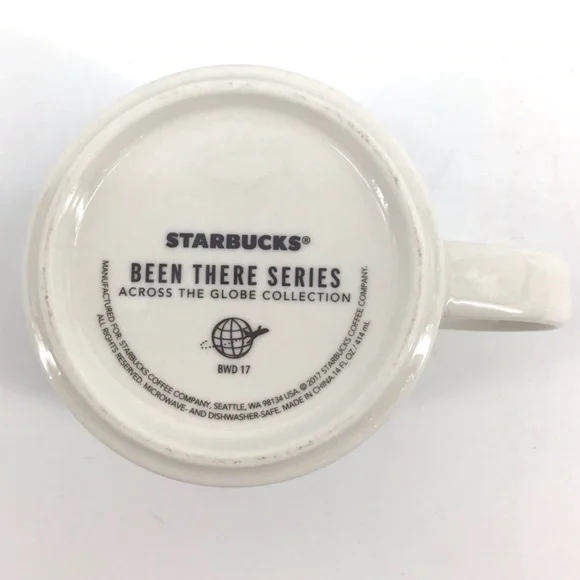 STARBUCKS®
BEEN THERE SERIES
ACROSS THE GLOBE COLLECTION
BWD 17
MANUFACTURED FOR: STARBUCKS COFFEE COMPANY, SEATTLE, WA 98134 USA. © 2017 STARBUCKS COFFEE COMPANY.
ALL RIGHTS RESERVED. MICROWAVE- AND DISHWASHER-SAFE. MADE IN CHINA. 14 FL OZ / 414 mL